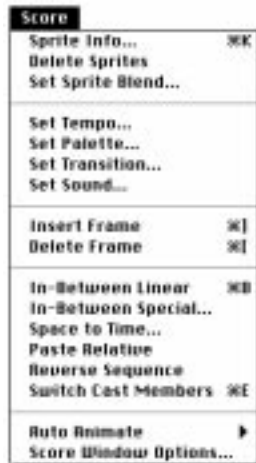 Score
Sprite Info... ⌘K
Delete Sprites
Set Sprite Blend...
Set Tempo...
Set Palette...
Set Transition...
Set Sound...
Insert Frame ⌘]
Delete Frame ⌘[
In-Between Linear ⌘B
In-Between Special...
Space to Time...
Paste Relative
Reverse Sequence
Switch Cast Members ⌘E
Auto Animate
Score Window Options...